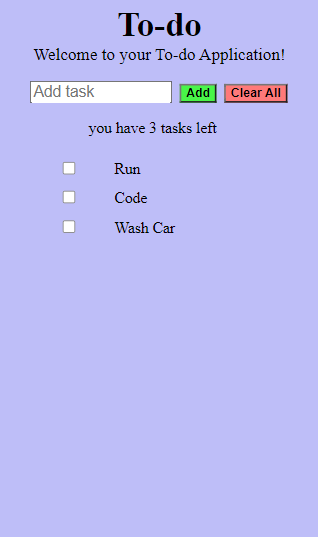 To-do
Welcome to your To-do Application!
Add task Add Clear All
you have 3 tasks left
Run
Code
Wash Car